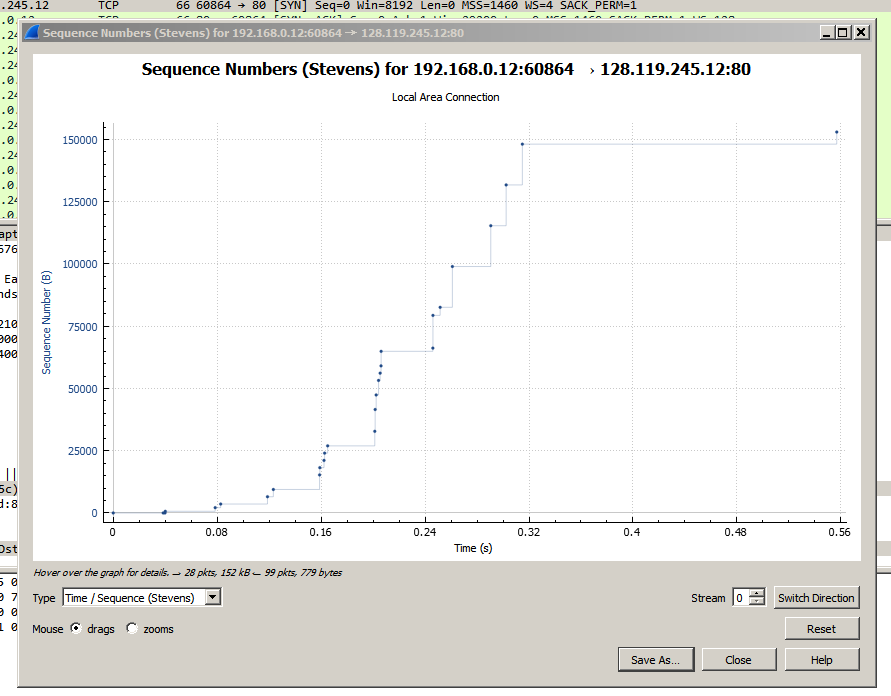 .245.12 TCP 66 60864 → 80 [SYN] Seq=0 Win=8192 Len=0 MSS=1460 WS=4 SACK_PERM=1
Sequence Numbers (Stevens) for 192.168.0.12:60864 → 128.119.245.12:80
Sequence Numbers (Stevens) for 192.168.0.12:60864 → 128.119.245.12:80
Local Area Connection
Sequence Number (B)
150000
125000
100000
75000
50000
25000
0
0 0.08 0.16 0.24 0.32 0.4 0.48 0.56
Time (s)
Hover over the graph for details. → 28 pkts, 152 kB ← 99 pkts, 779 bytes
Type Time / Sequence (Stevens) Stream 0 Switch Direction
Mouse drags zooms Reset
Save As... Close Help